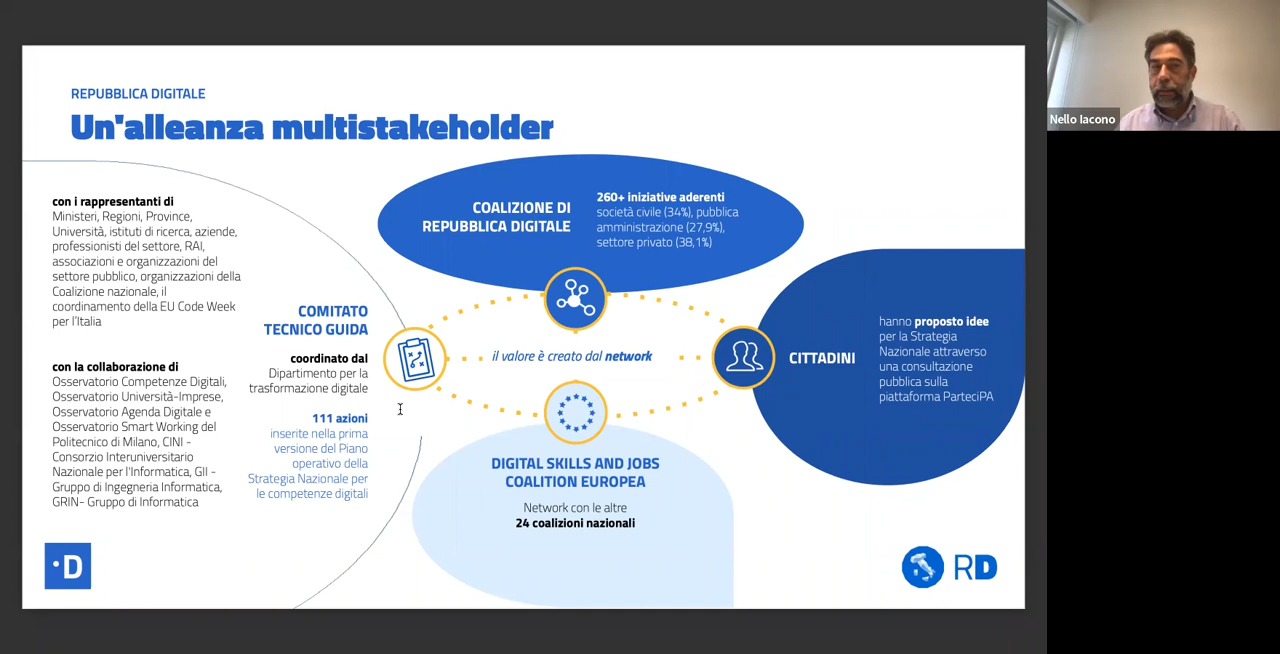 REPUBBLICA DIGITALE
Un'alleanza multistakeholder
con i rappresentanti di
Ministeri, Regioni, Province,
Università, istituti di ricerca, aziende,
professionisti del settore, RAI,
associazioni e organizzazioni del
settore pubblico, organizzazioni della
Coalizione nazionale, il
coordinamento della EU Code Week
per l'Italia
con la collaborazione di
Osservatorio Competenze Digitali,
Osservatorio Università-Imprese,
Osservatorio Agenda Digitale e
Osservatorio Smart Working del
Politecnico di Milano, CINI -
Consorzio Interuniversitario
Nazionale per l'Informatica, GII -
Gruppo di Ingegneria Informatica,
GRIN- Gruppo di Informatica
COMITATO
TECNICO GUIDA
coordinato dal
Dipartimento per la
trasformazione digitale
111 azioni
inserite nella prima
versione del Piano
operativo della
Strategia Nazionale per
le competenze digitali
COALIZIONE DI
REPUBBLICA DIGITALE
260+ iniziative aderenti
società civile (34%), pubblica
amministrazione (27,9%),
settore privato (38,1%)
il valore è creato dal network
DIGITAL SKILLS AND JOBS
COALITION EUROPEA
Network con le altre
24 coalizioni nazionali
CITTADINI
hanno proposto idee
per la Strategia
Nazionale attraverso
una consultazione
pubblica sulla
piattaforma ParteciPA
·D
RD
Nello Iacono